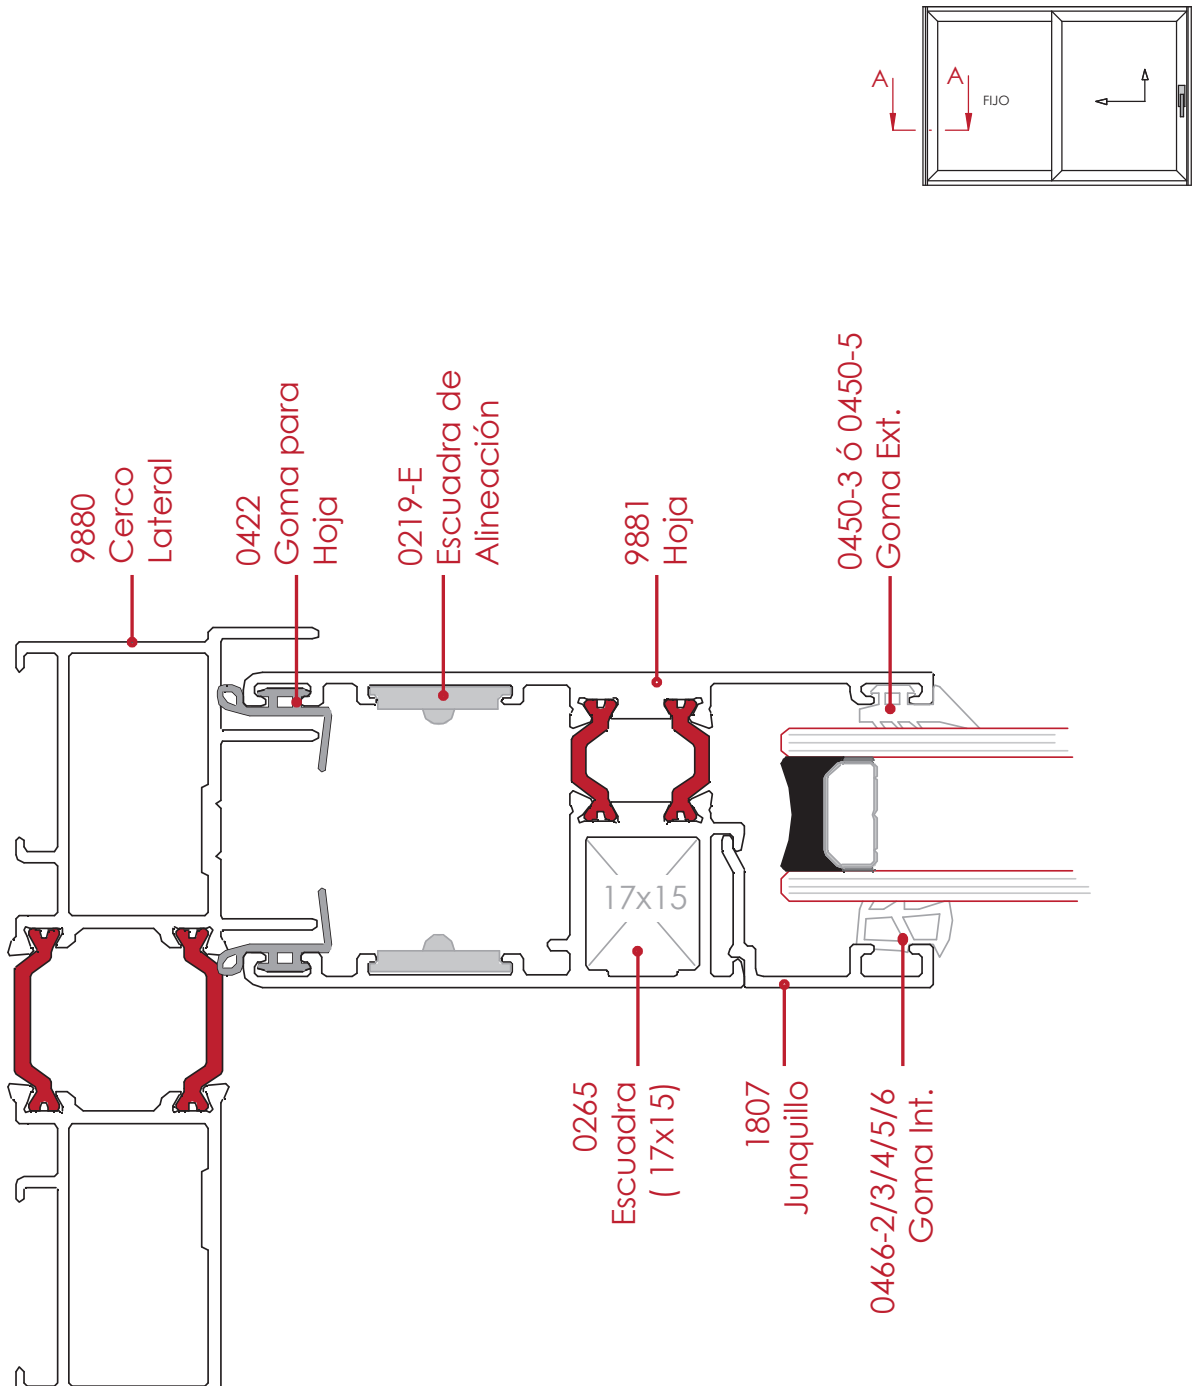 A
A
FIJO
9880
Cerco
Lateral
0422
Goma para
Hoja
0219-E
Escuadra de
Alineación
9881
Hoja
0450-3 ó 0450-5
Goma Ext.
17x15
0265
Escuadra
( 17x15)
1807
Junquillo
0466-2/3/4/5/6
Goma Int.